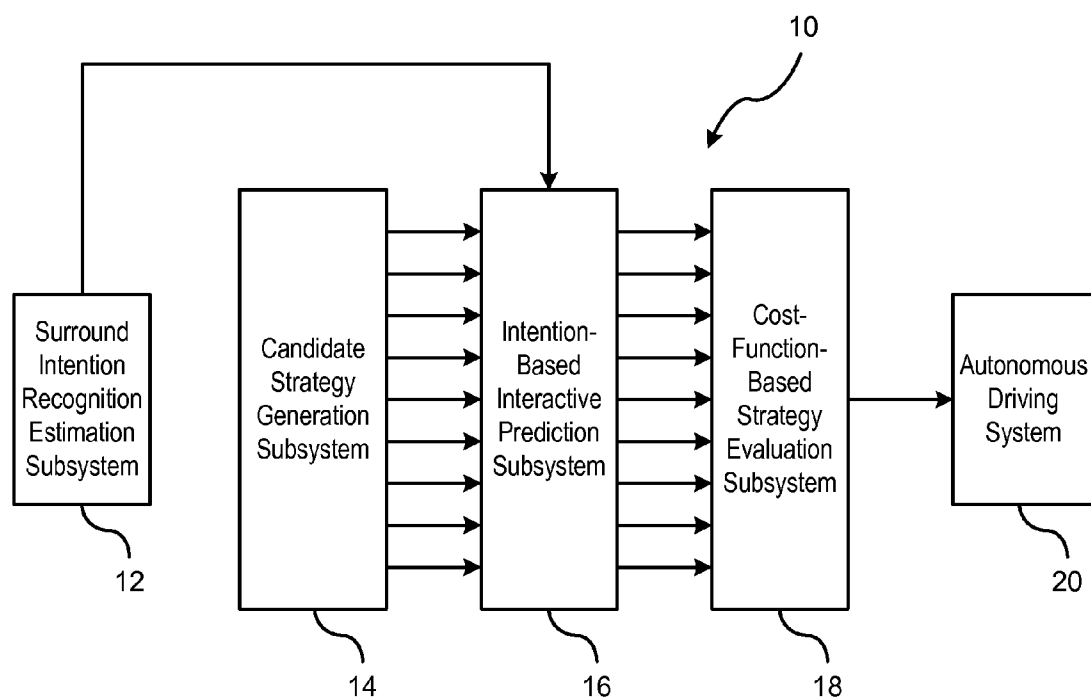 10
Surround
Intention
Recognition
Estimation
Subsystem
Candidate
Strategy
Generation
Subsystem
Intention-
Based
Interactive
Prediction
Subsystem
Cost-
Function-
Based
Strategy
Evaluation
Subsystem
Autonomous
Driving
System
12
14
16
18
20